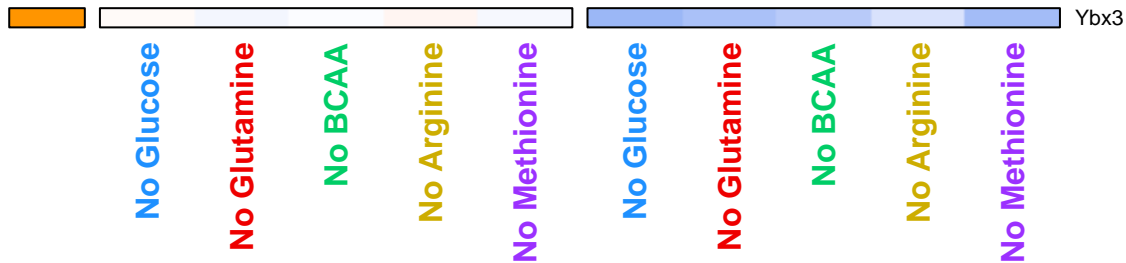 Ybx3
No Glucose
No Glutamine
No BCAA
No Arginine
No Methionine
No Glucose
No Glutamine
No BCAA
No Arginine
No Methionine